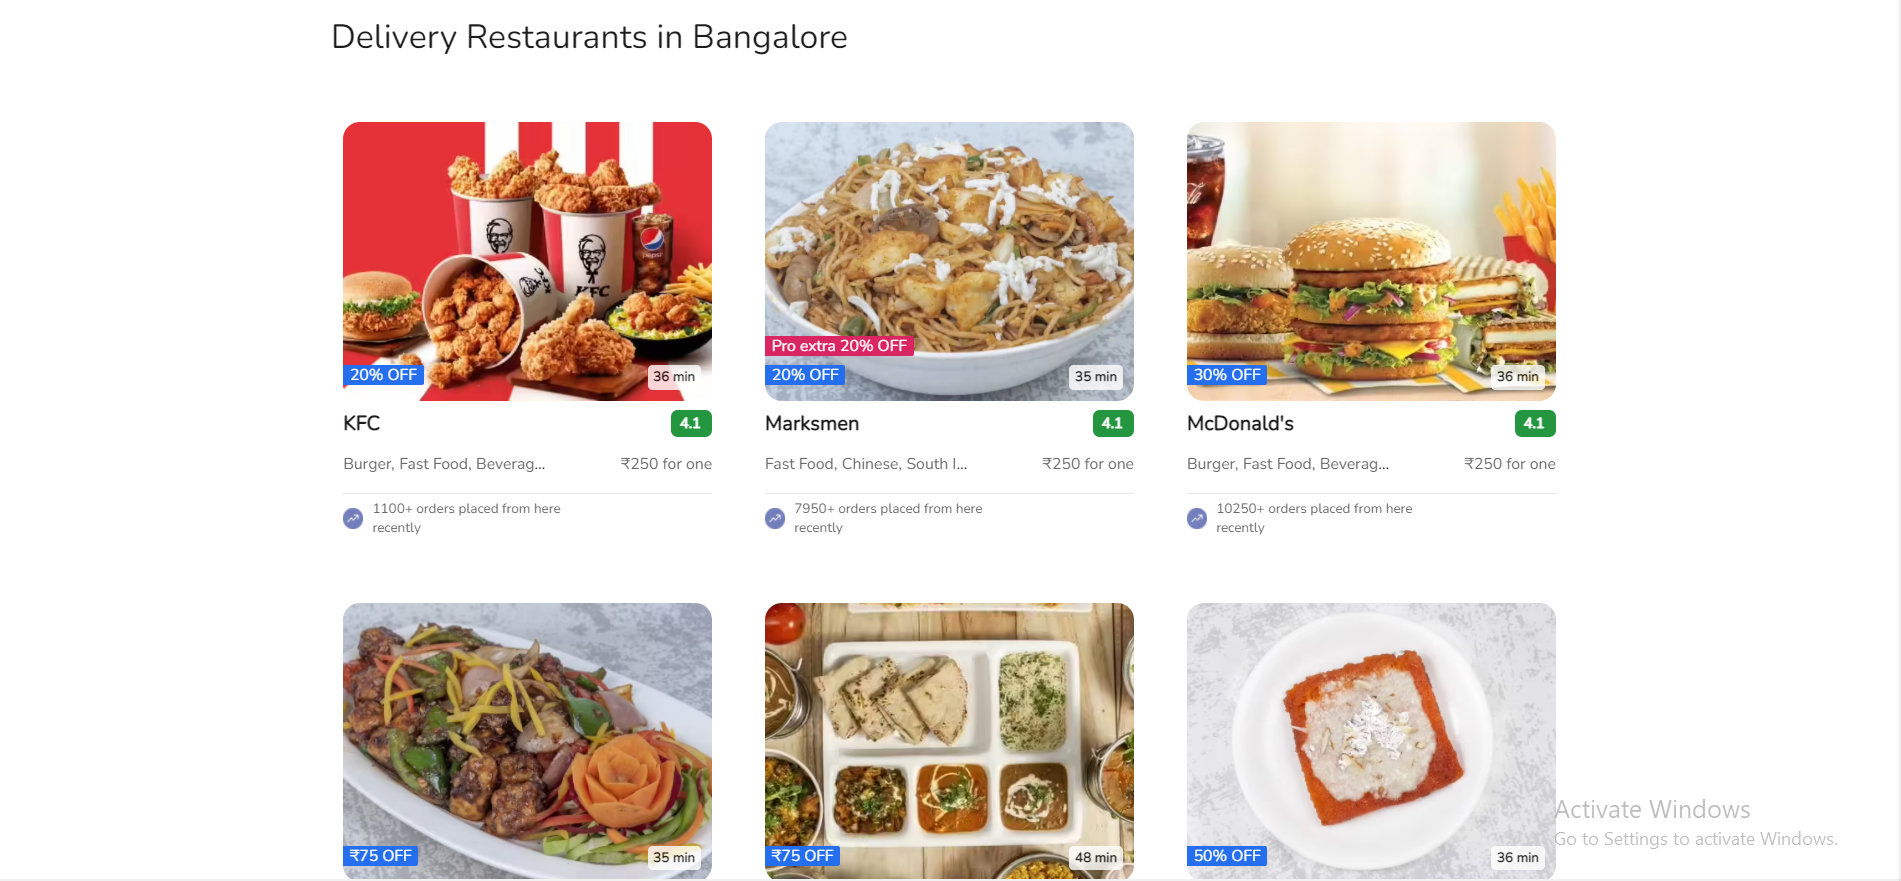 Delivery Restaurants in Bangalore
KFC
pepsi
20% OFF
36 min
KFC
4.1
Burger, Fast Food, Beverag...
₹250 for one
1100+ orders placed from here
recently
Pro extra 20% OFF
20% OFF
35 min
Marksmen
4.1
Fast Food, Chinese, South I...
₹250 for one
7950+ orders placed from here
recently
30% OFF
36 min
McDonald's
4.1
Burger, Fast Food, Beverag...
₹250 for one
10250+ orders placed from here
recently
₹75 OFF
35 min
₹75 OFF
48 min
50% OFF
36 min
Activate Windows
Go to Settings to activate Windows.